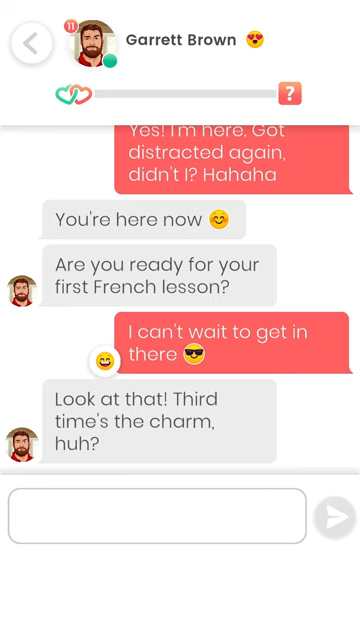 11
Garrett Brown 😍
?
Yes! I'm here. Got
distracted again,
didn't I? Hahaha
You're here now 😊
Are you ready for your
first French lesson?
I can't wait to get in
there 😎
😄
Look at that! Third
time's the charm,
huh?